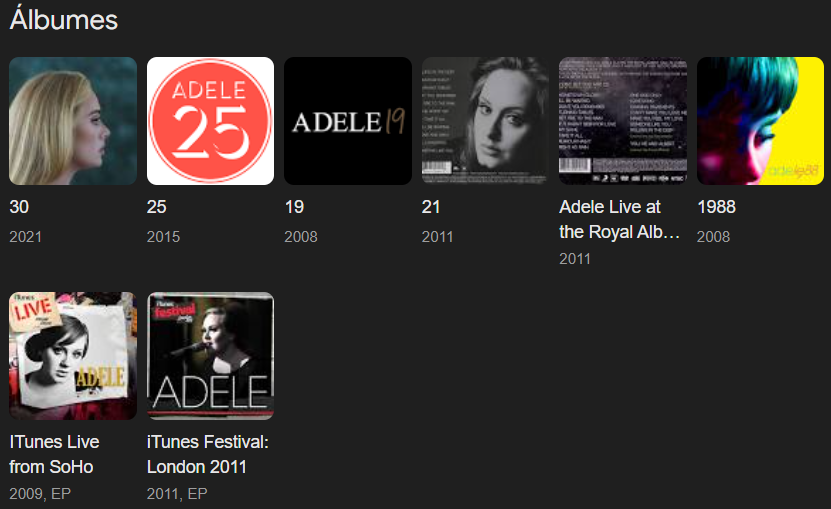 Álbumes
ADELE
25
ADELE 19
adele 1988
30
25
19
21
Adele Live at
the Royal Alb...
1988
2021
2015
2008
2011
2011
2008
iTunes
LIVE
ADELE
iTunes
festival
London 2011
ADELE
ITunes Live
from SoHo
iTunes Festival:
London 2011
2009, EP
2011, EP